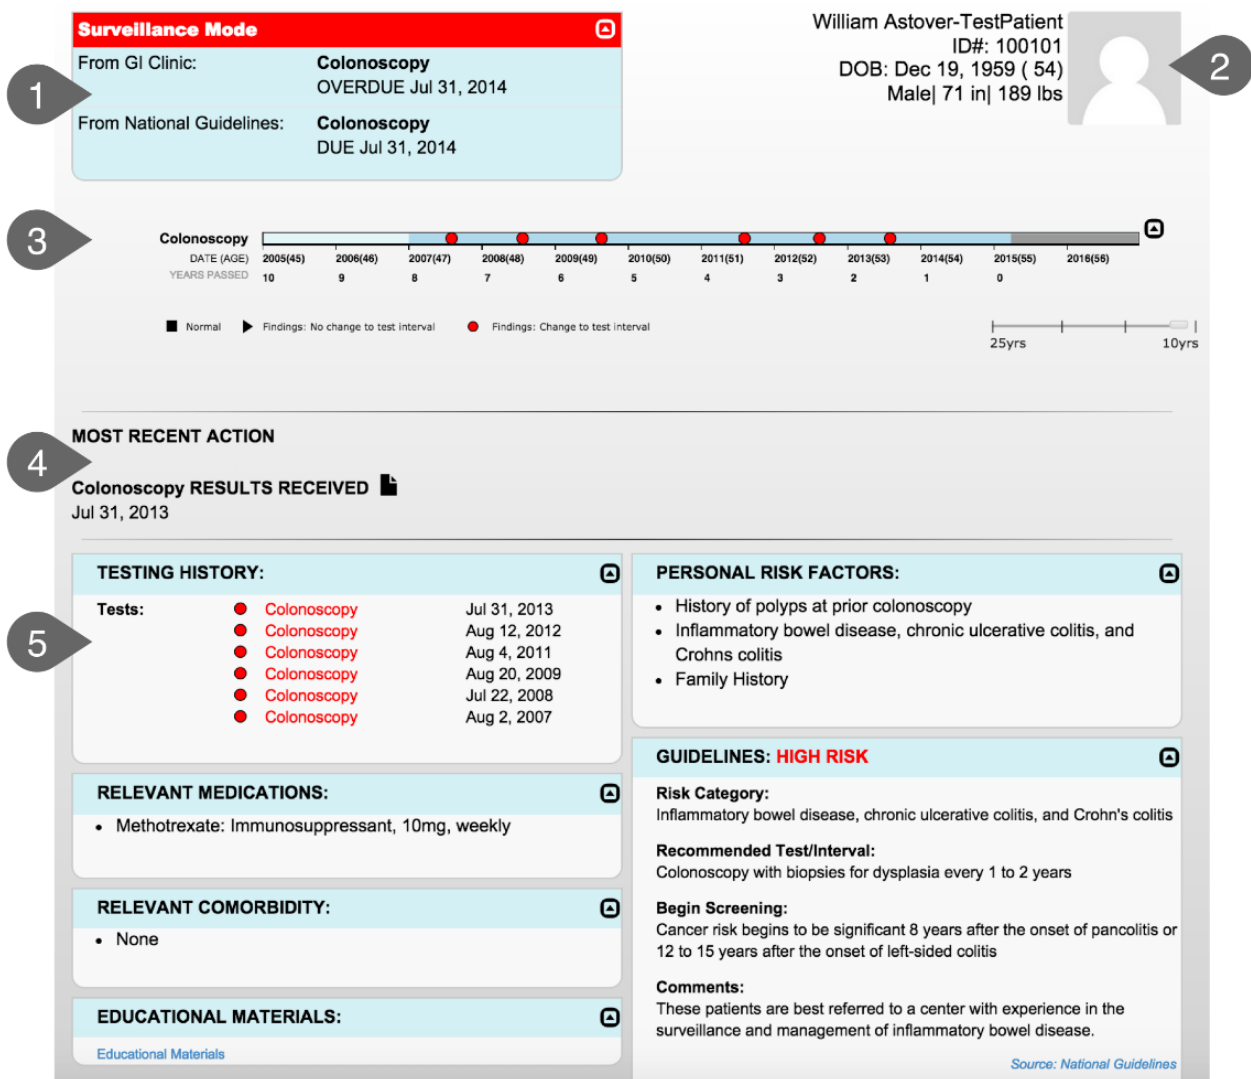 Surveillance Mode
From GI Clinic: Colonoscopy
OVERDUE Jul 31, 2014
From National Guidelines: Colonoscopy
DUE Jul 31, 2014
1
William Astover-TestPatient
ID#: 100101
DOB: Dec 19, 1959 ( 54)
Male| 71 in| 189 lbs
2
3
Colonoscopy
DATE (AGE) 2005(45) 2006(46) 2007(47) 2008(48) 2009(49) 2010(50) 2011(51) 2012(52) 2013(53) 2014(54) 2015(55) 2016(56)
YEARS PASSED 10 9 8 7 6 5 4 3 2 1 0
Normal Findings: No change to test interval Findings: Change to test interval
25yrs 10yrs
MOST RECENT ACTION
4
Colonoscopy RESULTS RECEIVED
Jul 31, 2013
TESTING HISTORY:
5
Tests: Colonoscopy Jul 31, 2013
Colonoscopy Aug 12, 2012
Colonoscopy Aug 4, 2011
Colonoscopy Aug 20, 2009
Colonoscopy Jul 22, 2008
Colonoscopy Aug 2, 2007
RELEVANT MEDICATIONS:
• Methotrexate: Immunosuppressant, 10mg, weekly
RELEVANT COMORBIDITY:
• None
EDUCATIONAL MATERIALS:
Educational Materials
PERSONAL RISK FACTORS:
• History of polyps at prior colonoscopy
• Inflammatory bowel disease, chronic ulcerative colitis, and
Crohns colitis
• Family History
GUIDELINES: HIGH RISK
Risk Category:
Inflammatory bowel disease, chronic ulcerative colitis, and Crohn's colitis
Recommended Test/Interval:
Colonoscopy with biopsies for dysplasia every 1 to 2 years
Begin Screening:
Cancer risk begins to be significant 8 years after the onset of pancolitis or
12 to 15 years after the onset of left-sided colitis
Comments:
These patients are best referred to a center with experience in the
surveillance and management of inflammatory bowel disease.
Source: National Guidelines